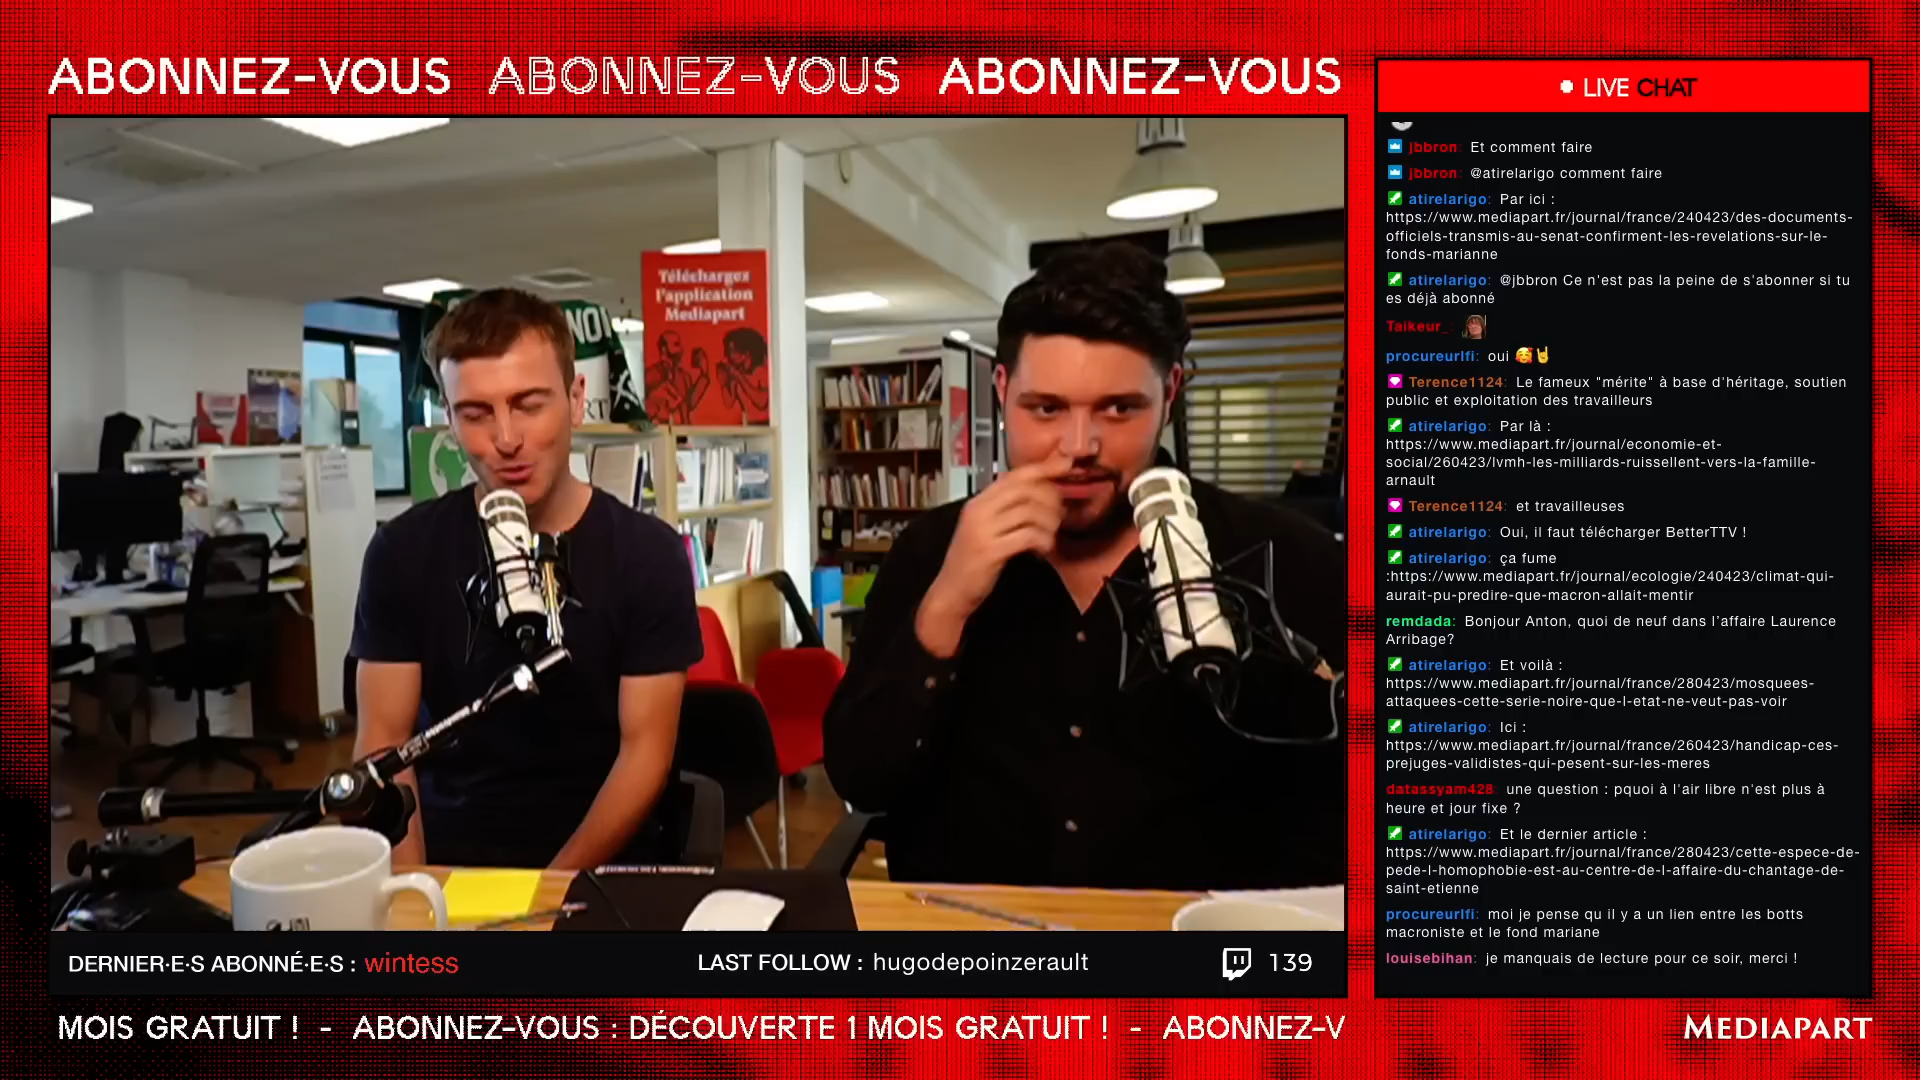 ABONNEZ-VOUS ABONNEZ-VOUS ABONNEZ-VOUS
Téléchargez
l'application
Mediapart
NO!
DERNIER·E·S ABONNÉ·E·S : wintess
LAST FOLLOW : hugodepoinzerault
139
MOIS GRATUIT ! - ABONNEZ-VOUS : DÉCOUVERTE 1 MOIS GRATUIT ! - ABONNEZ-V
LIVE CHAT
jbbron: Et comment faire
jbbron: @atirelarigo comment faire
atirelarigo: Par ici :
https://www.mediapart.fr/journal/france/240423/des-documents-
officiels-transmis-au-senat-confirment-les-revelations-sur-le-
fonds-marianne
atirelarigo: @jbbron Ce n'est pas la peine de s'abonner si tu
es déjà abonné
Taikeur_:
procureurlfi: oui 🥰🤘
Terence1124: Le fameux "mérite" à base d'héritage, soutien
public et exploitation des travailleurs
atirelarigo: Par là :
https://www.mediapart.fr/journal/economie-et-
social/260423/lvmh-les-milliards-ruissellent-vers-la-famille-
arnault
Terence1124: et travailleuses
atirelarigo: Oui, il faut télécharger BetterTTV !
atirelarigo: ça fume
:https://www.mediapart.fr/journal/ecologie/240423/climat-qui-
aurait-pu-predire-que-macron-allait-mentir
remdada: Bonjour Anton, quoi de neuf dans l'affaire Laurence
Arribage?
atirelarigo: Et voilà :
https://www.mediapart.fr/journal/france/280423/mosquees-
attaquees-cette-serie-noire-que-l-etat-ne-veut-pas-voir
atirelarigo: Ici :
https://www.mediapart.fr/journal/france/260423/handicap-ces-
prejuges-validistes-qui-pesent-sur-les-meres
datassyam428: une question : pquoi à l'air libre n'est plus à
heure et jour fixe ?
atirelarigo: Et le dernier article :
https://www.mediapart.fr/journal/france/280423/cette-espece-de-
pede-l-homophobie-est-au-centre-de-l-affaire-du-chantage-de-
saint-etienne
procureurlfi: moi je pense qu il y a un lien entre les botts
macroniste et le fond mariane
louisebihan: je manquais de lecture pour ce soir, merci !
MEDIAPART